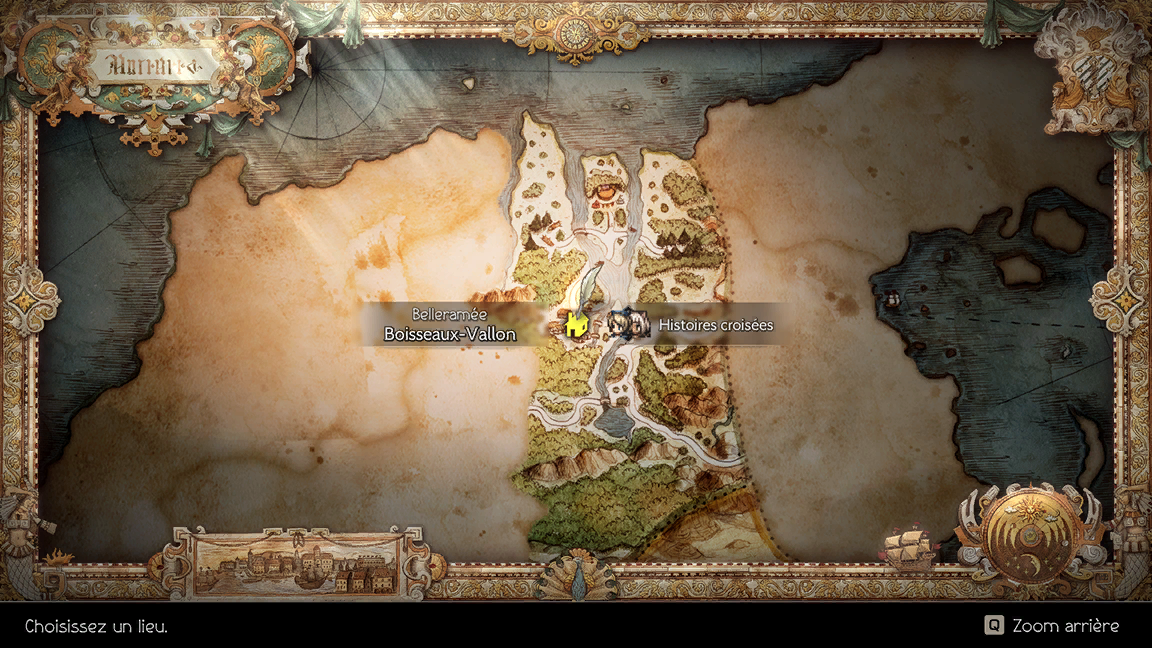 Belleramée
Boisseaux-Vallon
Histoires croisées
Choisissez un lieu.
Q Zoom arrière